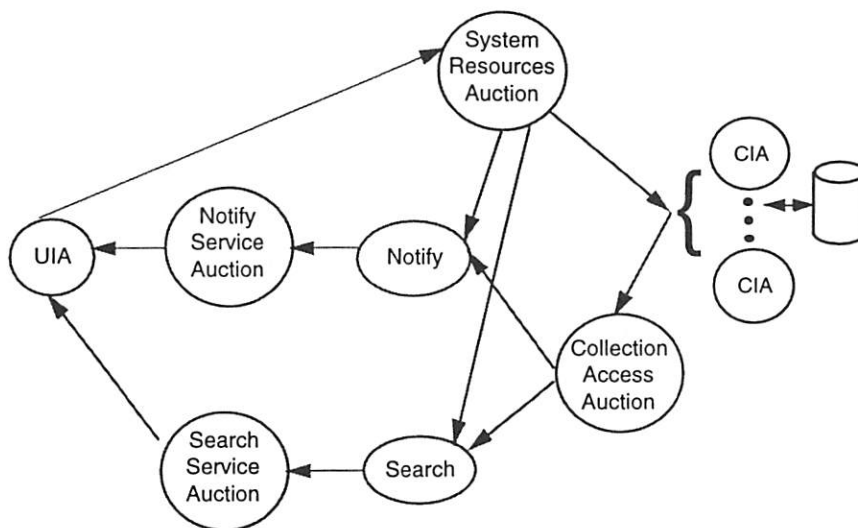 System
Resources
Auction
CIA
Notify
Service
Auction
UIA
Notify
CIA
Collection
Access
Auction
Search
Service
Auction
Search